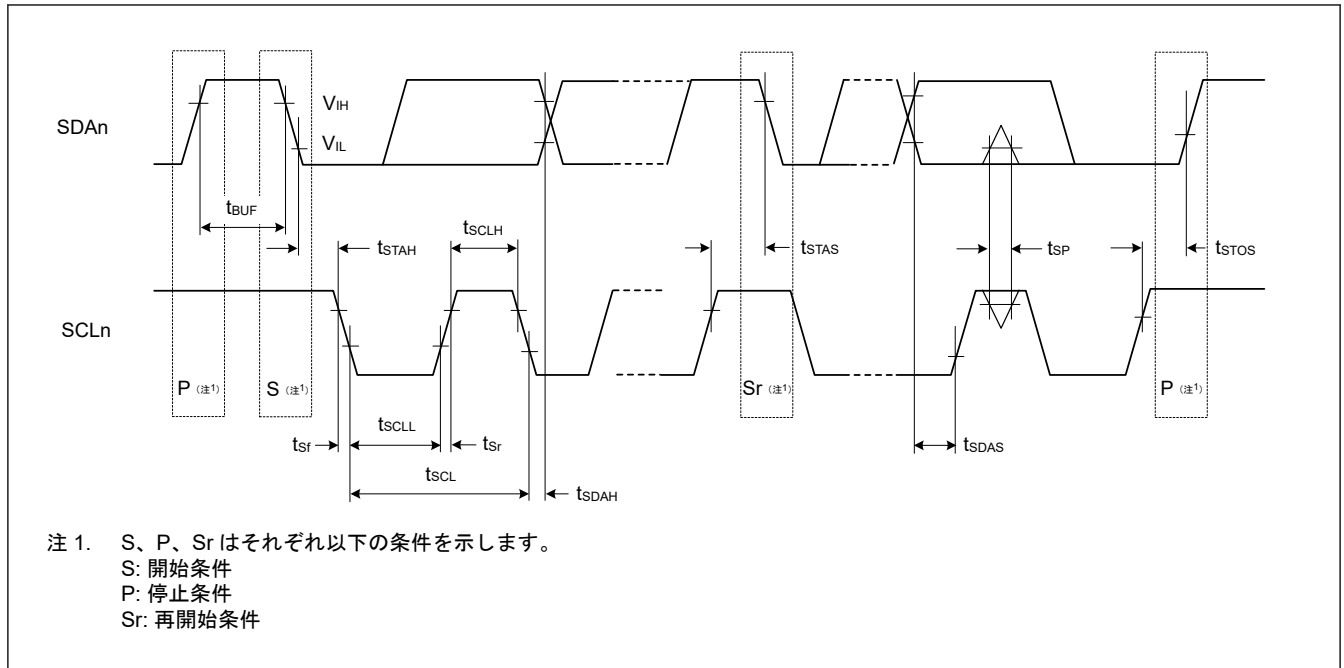 SDAn
VIH
VIL
tBUF
tSTAH
tSCLH
tSTAS
tSP
tSTOS
SCLn
P（注1）
S（注1）
Sr（注1）
P（注1）
tSf
tSCLL
tSr
tSDAS
tSCL
tSDAH
注 1. S、P、Sr はそれぞれ以下の条件を示します。
S: 開始条件
P: 停止条件
Sr: 再開始条件